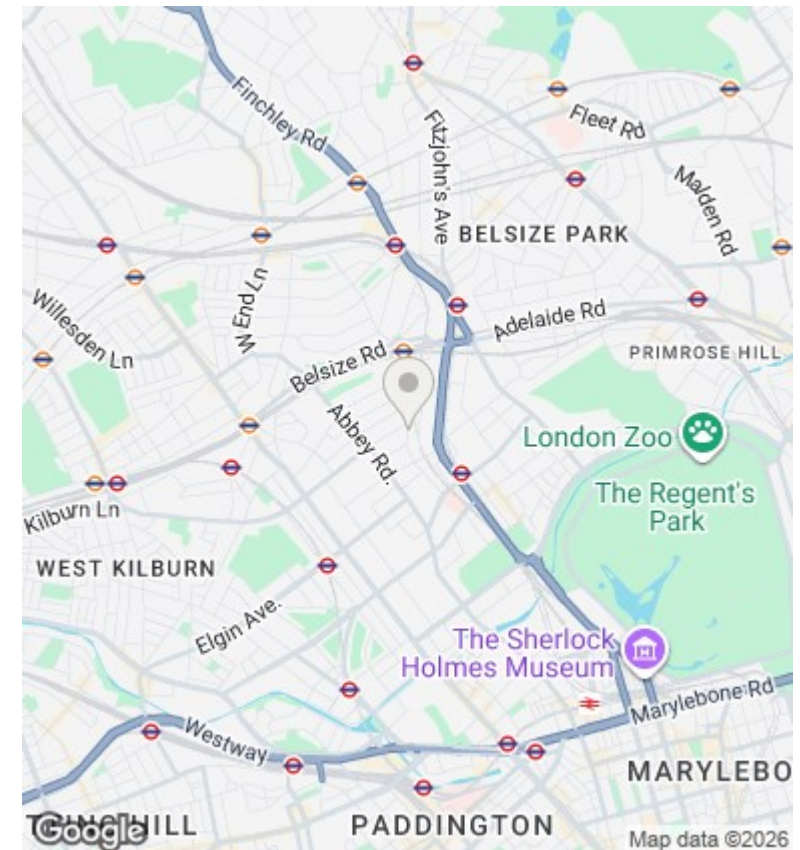 Finchley Rd
Fitzjohn's Ave
Fleet Rd
Malden Rd
BELSIZE PARK
W End Ln
Willesden Ln
Adelaide Rd
Belsize Rd
PRIMROSE HILL
Abbey Rd.
London Zoo
The Regent's
Park
Kilburn Ln
WEST KILBURN
Elgin Ave.
The Sherlock
Holmes Museum
Marylebone Rd
Westway
MARYLEBO
HILL
PADDINGTON
Google
Map data ©2026